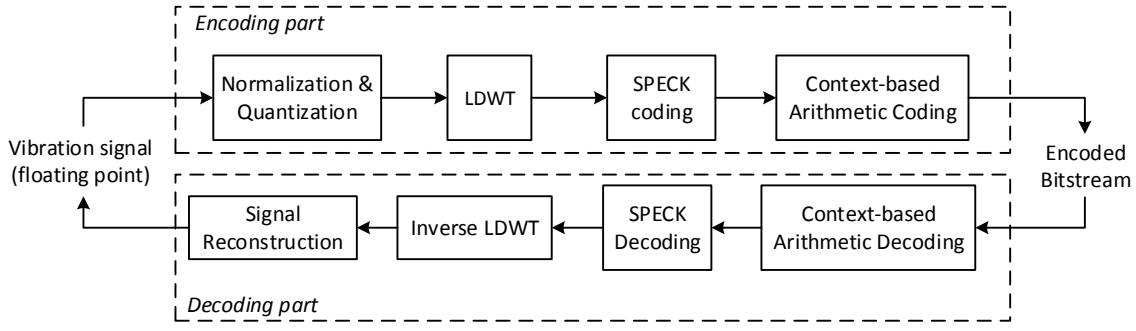 Encoding part
Normalization &
Quantization
LDWT
SPECK
coding
Context-based
Arithmetic Coding
Vibration signal
(floating point)
Encoded
Bitstream
Signal
Reconstruction
Inverse LDWT
SPECK
Decoding
Context-based
Arithmetic Decoding
Decoding part